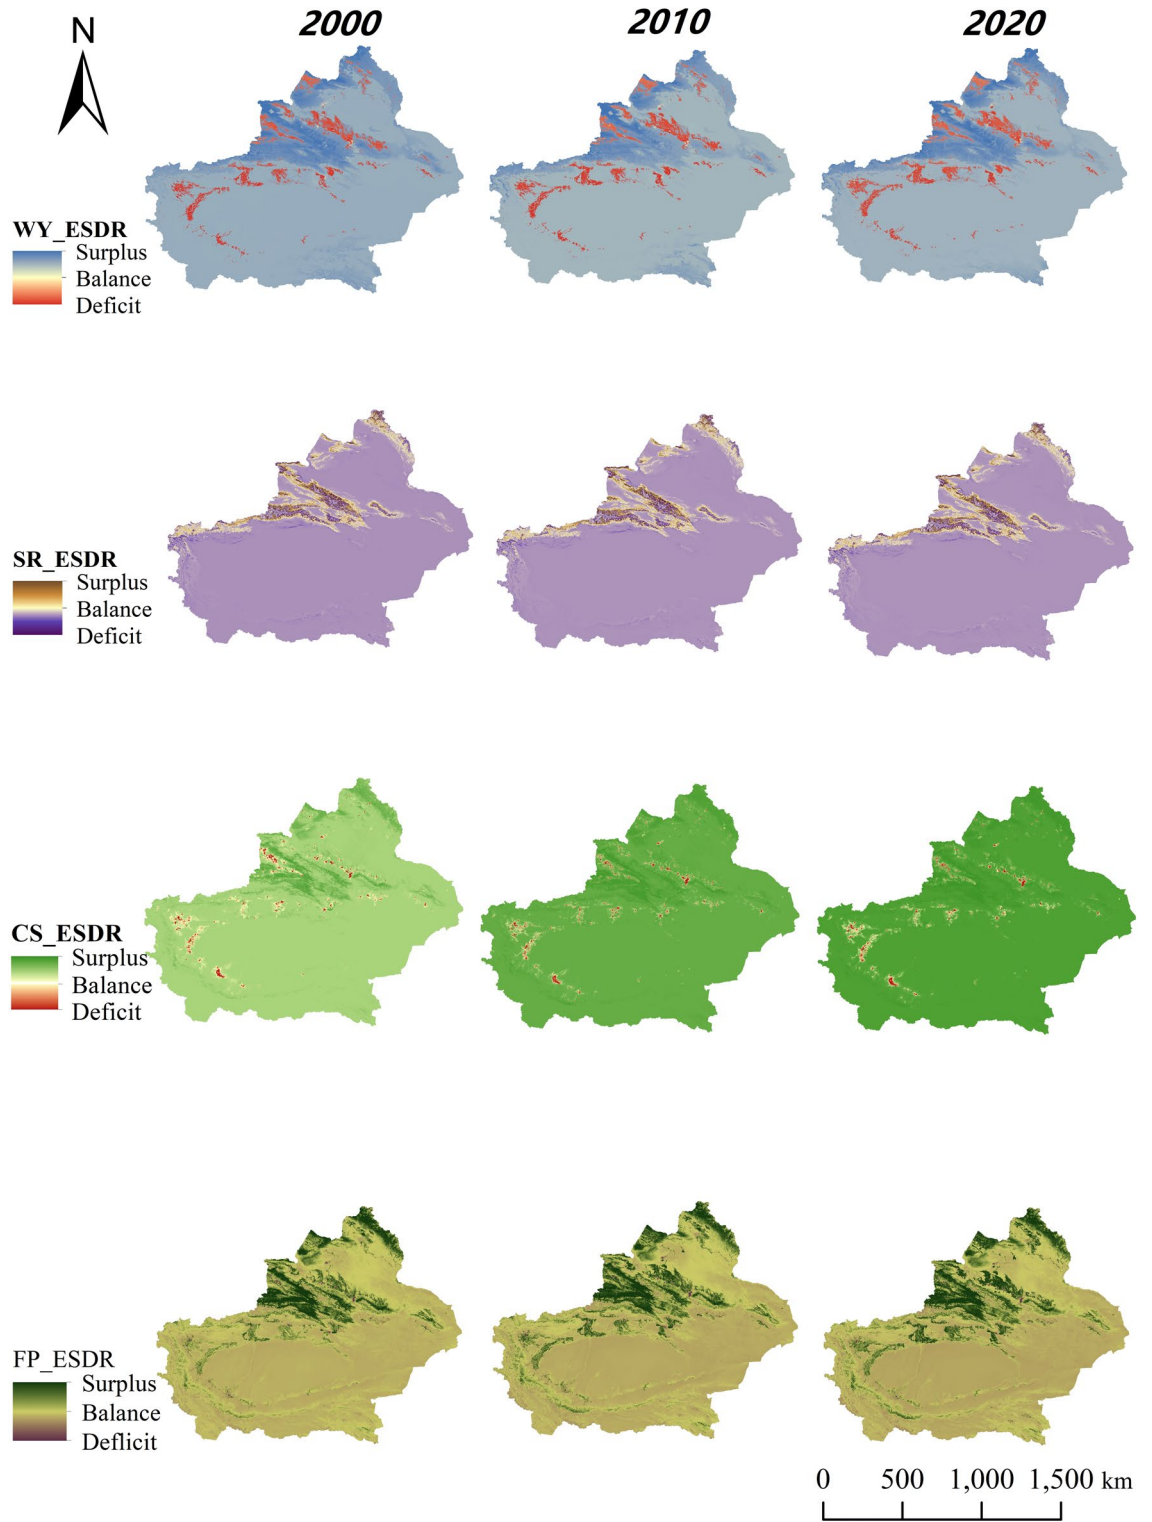 N
2000 2010 2020
WY_ESDR
Surplus
Balance
Deficit
SR_ESDR
Surplus
Balance
Deficit
CS_ESDR
Surplus
Balance
Deficit
FP_ESDR
Surplus
Balance
Deflicit
0 500 1,000 1,500 km